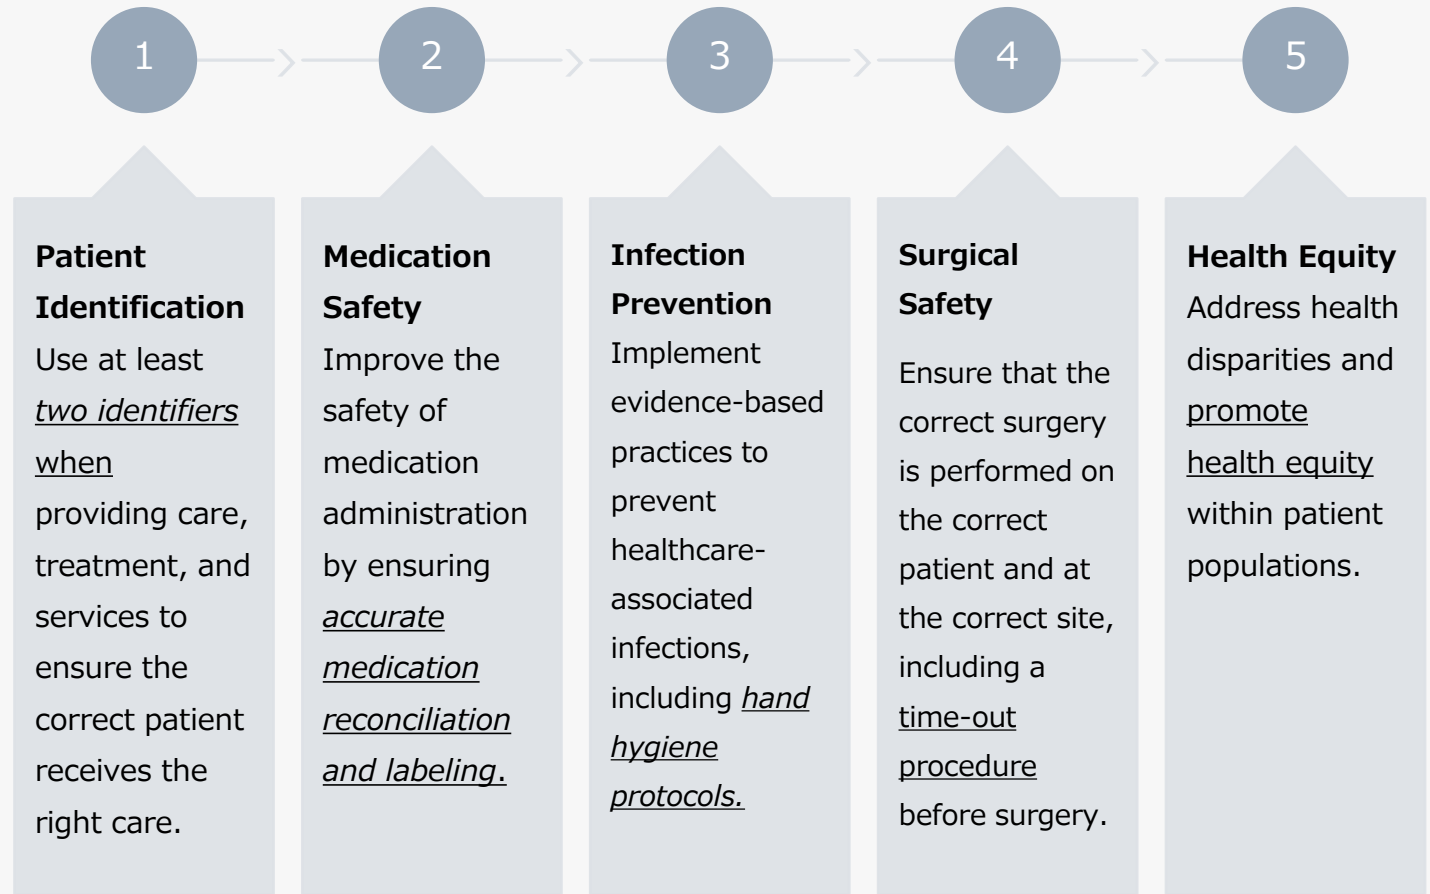 1
2
3
4
5
Patient
Identification
Use at least
two identifiers
when
providing care,
treatment, and
services to
ensure the
correct patient
receives the
right care.
Medication
Safety
Improve the
safety of
medication
administration
by ensuring
accurate
medication
reconciliation
and labeling.
Infection
Prevention
Implement
evidence-based
practices to
prevent
healthcare-
associated
infections,
including hand
hygiene
protocols.
Surgical
Safety
Ensure that the
correct surgery
is performed on
the correct
patient and at
the correct site,
including a
time-out
procedure
before surgery.
Health Equity
Address health
disparities and
promote
health equity
within patient
populations.